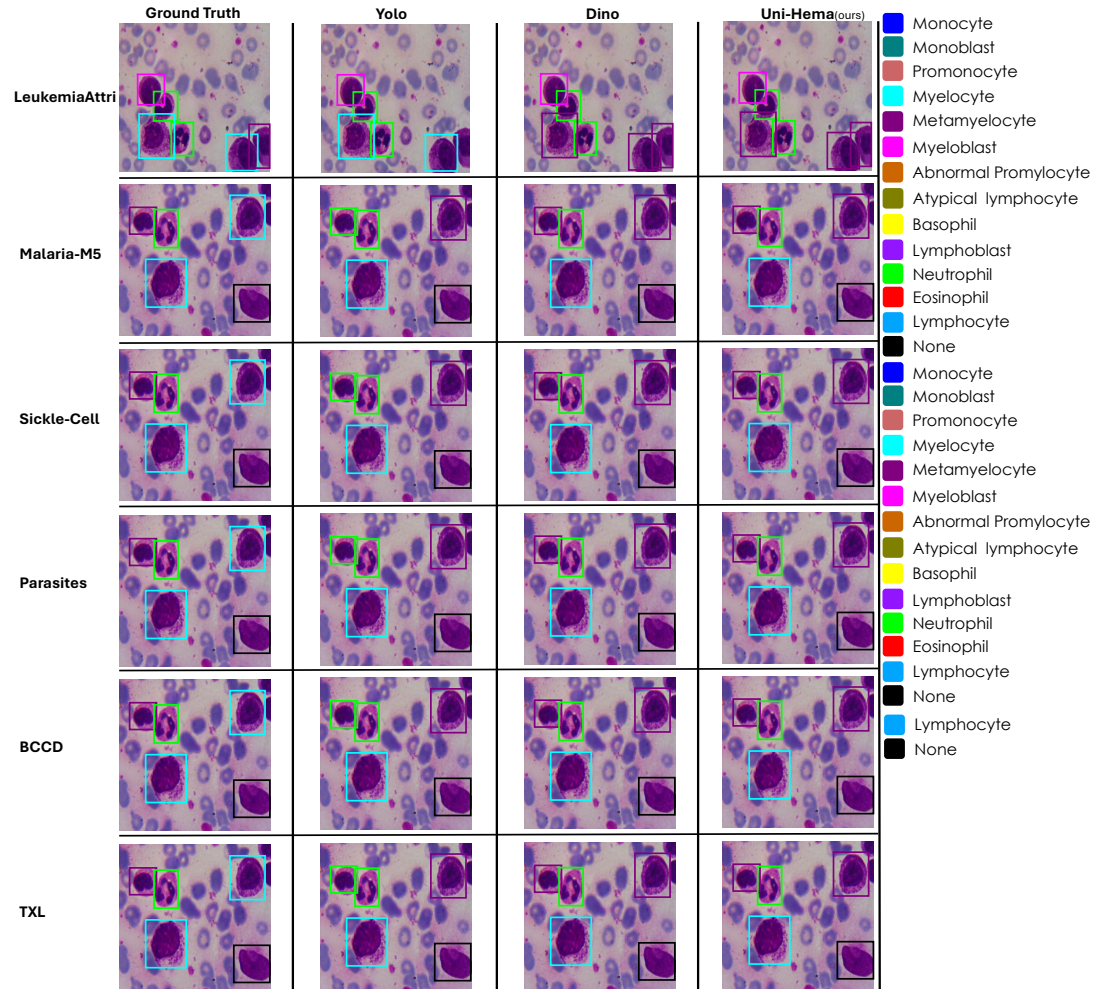 Ground Truth
Yolo
Dino
Uni-Hema(ours)
LeukemiaAttri
Malaria-M5
Sickle-Cell
Parasites
BCCD
TXL
Monocyte
Monoblast
Promonocyte
Myelocyte
Metamyelocyte
Myeloblast
Abnormal Promylocyte
Atypical lymphocyte
Basophil
Lymphoblast
Neutrophil
Eosinophil
Lymphocyte
None
Monocyte
Monoblast
Promonocyte
Myelocyte
Metamyelocyte
Myeloblast
Abnormal Promylocyte
Atypical lymphocyte
Basophil
Lymphoblast
Neutrophil
Eosinophil
Lymphocyte
None
Lymphocyte
None